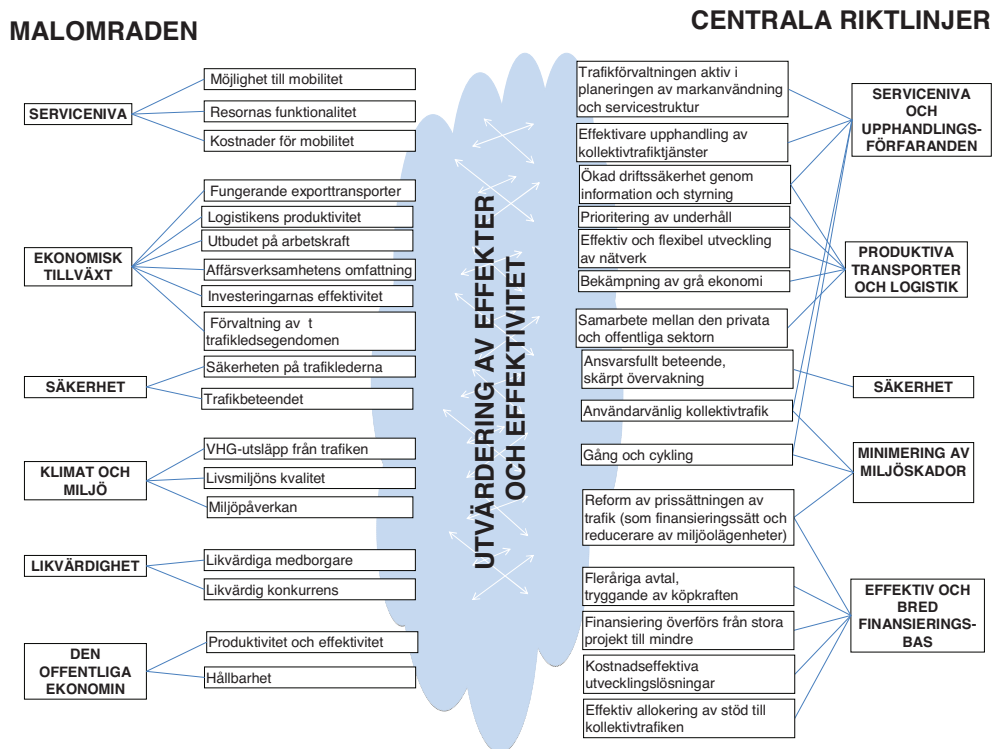 MALOMRADEN
CENTRALA RIKTLINJER
SERVICENIVA
Möjlighet till mobilitet
Resornas funktionalitet
Kostnader för mobilitet
EKONOMISK
TILLVÄXT
Fungerande exporttransporter
Logistikens produktivitet
Utbudet på arbetskraft
Affärsverksamhetens omfattning
Investeringarnas effektivitet
Förvaltning av t
trafikledsegendomen
SÄKERHET
Säkerheten på trafiklederna
Trafikbeteendet
KLIMAT OCH
MILJÖ
VHG-utsläpp från trafiken
Livsmiljöns kvalitet
Miljöpåverkan
LIKVÄRDIGHET
Likvärdiga medborgare
Likvärdig konkurrens
DEN
OFFENTLIGA
EKONOMIN
Produktivitet och effektivitet
Hållbarhet
UTVÄRDERING AV EFFEKTER
OCH EFFEKTIVITET
Trafikförvaltningen aktiv i
planeringen av markanvändning
och servicestruktur
Effektivare upphandling av
kollektivtrafiktjänster
Ökad driftssäkerhet genom
information och styrning
Prioritering av underhåll
Effektiv och flexibel utveckling
av nätverk
Bekämpning av grå ekonomi
Samarbete mellan den privata
och offentliga sektorn
Ansvarsfullt beteende,
skärpt övervakning
Användarvänlig kollektivtrafik
Gång och cykling
Reform av prissättningen av
trafik (som finansieringssätt och
reducerare av miljöolägenheter)
Fleråriga avtal,
tryggande av köpkraften
Finansiering överförs från stora
projekt till mindre
Kostnadseffektiva
utvecklingslösningar
Effektiv allokering av stöd till
kollektivtrafiken
SERVICENIVA
OCH
UPPHANDLINGS-
FÖRFARANDEN
PRODUKTIVA
TRANSPORTER
OCH LOGISTIK
SÄKERHET
MINIMERING AV
MILJÖSKADOR
EFFEKTIV OCH
BRED
FINANSIERINGS-
BAS